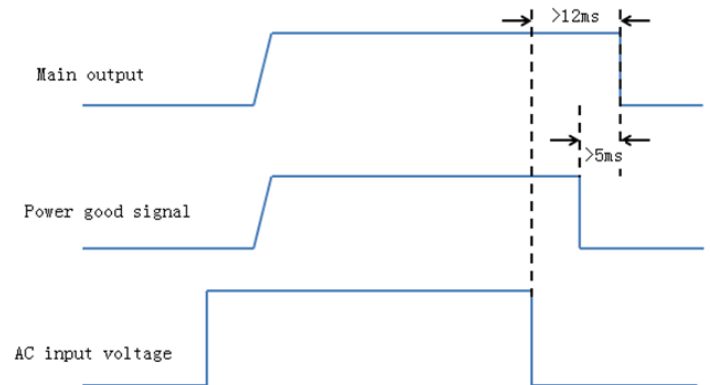 >12ms
Main output
>5ms
Power good signal
AC input voltage